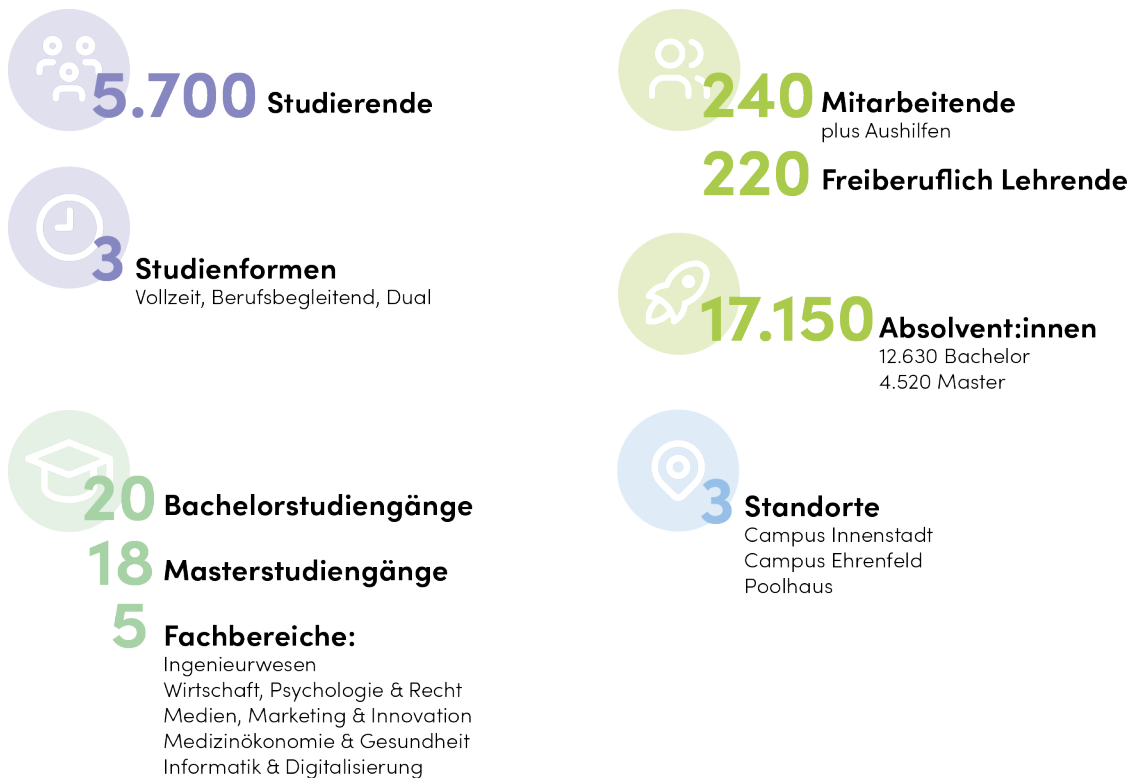 5.700 Studierende
3 Studienformen
Vollzeit, Berufsbegleitend, Dual
20 Bachelorstudiengänge
18 Masterstudiengänge
5 Fachbereiche:
Ingenieurwesen
Wirtschaft, Psychologie & Recht
Medien, Marketing & Innovation
Medizinökonomie & Gesundheit
Informatik & Digitalisierung
240 Mitarbeitende
plus Aushilfen
220 Freiberuflich Lehrende
17.150 Absolvent:innen
12.630 Bachelor
4.520 Master
3 Standorte
Campus Innenstadt
Campus Ehrenfeld
Poolhaus